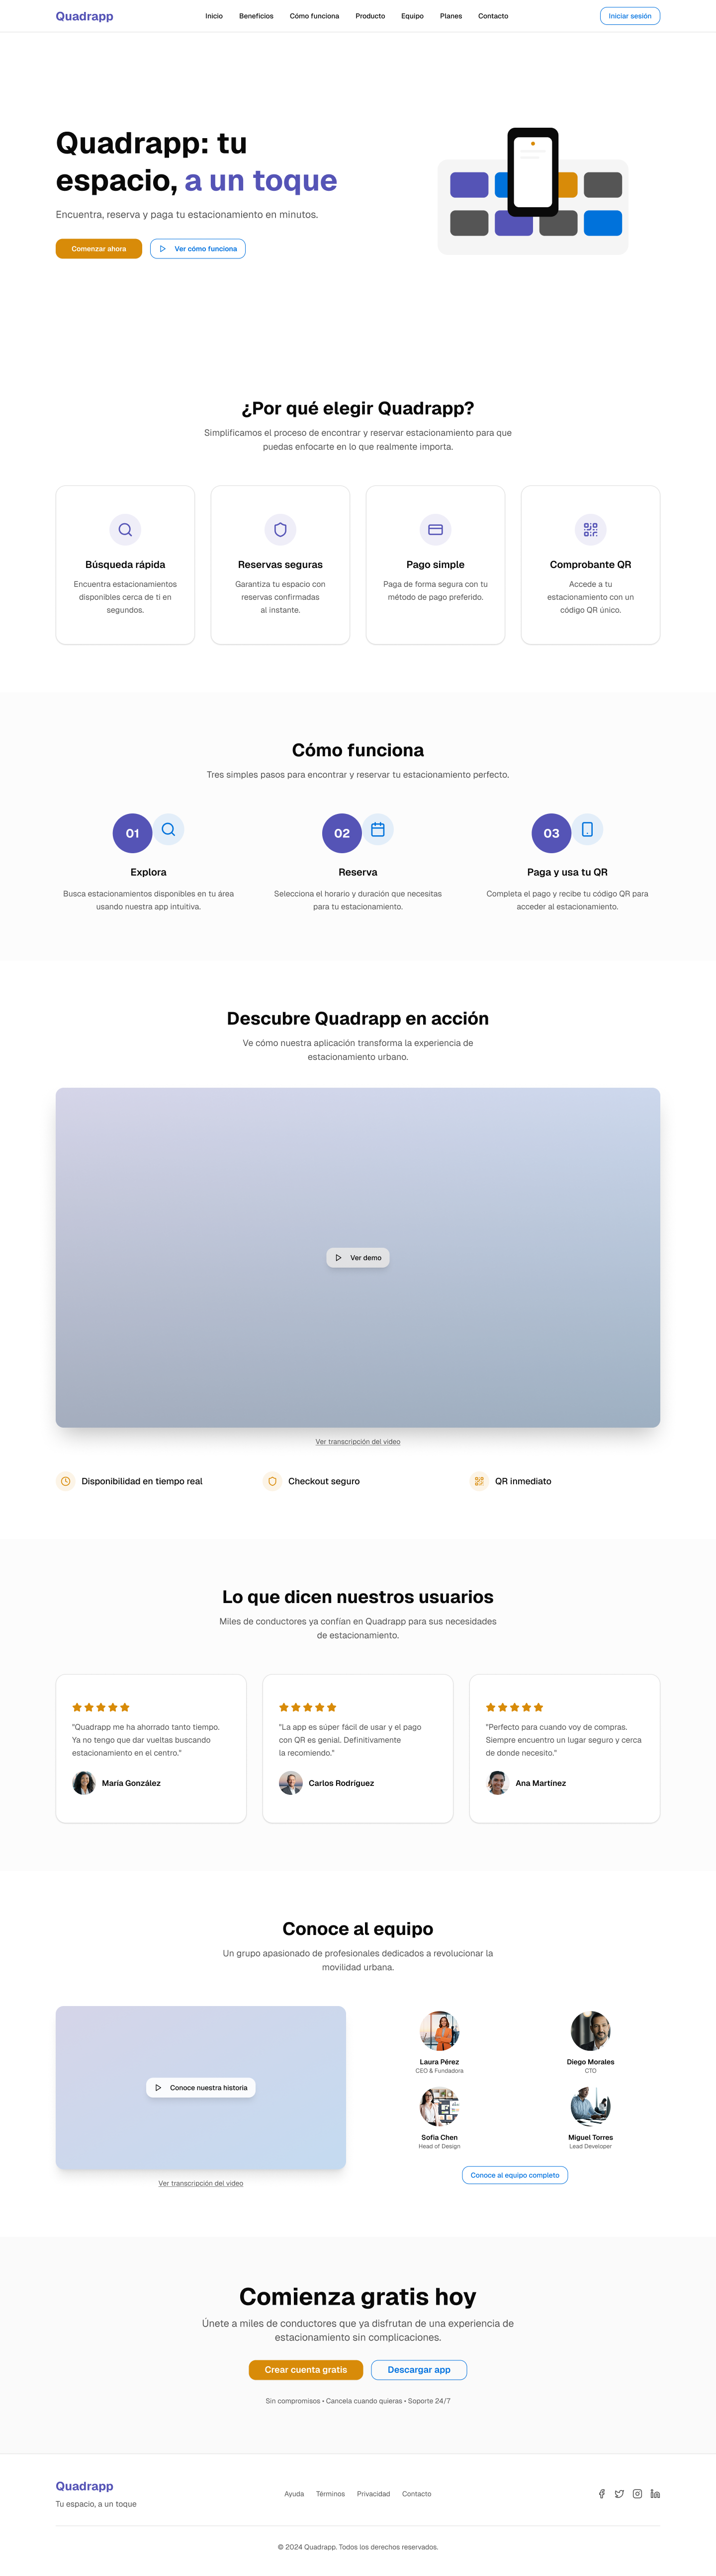 Quadrapp
Inicio Beneficios Cómo funciona Producto Equipo Planes Contacto
Iniciar sesión
Quadrapp: tu
espacio, a un toque
Encuentra, reserva y paga tu estacionamiento en minutos.
Comenzar ahora
Ver cómo funciona
¿Por qué elegir Quadrapp?
Simplificamos el proceso de encontrar y reservar estacionamiento para que
puedas enfocarte en lo que realmente importa.
Búsqueda rápida
Encuentra estacionamientos
disponibles cerca de ti en
segundos.
Reservas seguras
Garantiza tu espacio con
reservas confirmadas
al instante.
Pago simple
Paga de forma segura con tu
método de pago preferido.
Comprobante QR
Accede a tu
estacionamiento con un
código QR único.
Cómo funciona
Tres simples pasos para encontrar y reservar tu estacionamiento perfecto.
01
Explora
Busca estacionamientos disponibles en tu área
usando nuestra app intuitiva.
02
Reserva
Selecciona el horario y duración que necesitas
para tu estacionamiento.
03
Paga y usa tu QR
Completa el pago y recibe tu código QR para
acceder al estacionamiento.
Descubre Quadrapp en acción
Ve cómo nuestra aplicación transforma la experiencia de
estacionamiento urbano.
Ver demo
Ver transcripción del video
Disponibilidad en tiempo real
Checkout seguro
QR inmediato
Lo que dicen nuestros usuarios
Miles de conductores ya confían en Quadrapp para sus necesidades
de estacionamiento.
"Quadrapp me ha ahorrado tanto tiempo.
Ya no tengo que dar vueltas buscando
estacionamiento en el centro."
María González
"La app es súper fácil de usar y el pago
con QR es genial. Definitivamente
la recomiendo."
Carlos Rodríguez
"Perfecto para cuando voy de compras.
Siempre encuentro un lugar seguro y cerca
de donde necesito."
Ana Martínez
Conoce al equipo
Un grupo apasionado de profesionales dedicados a revolucionar la
movilidad urbana.
Conoce nuestra historia
Ver transcripción del video
Laura Pérez
CEO & Fundadora
Diego Morales
CTO
Sofia Chen
Head of Design
Miguel Torres
Lead Developer
Conoce al equipo completo
Comienza gratis hoy
Únete a miles de conductores que ya disfrutan de una experiencia de
estacionamiento sin complicaciones.
Crear cuenta gratis
Descargar app
Sin compromisos • Cancela cuando quieras • Soporte 24/7
Quadrapp
Tu espacio, a un toque
Ayuda Términos Privacidad Contacto
© 2024 Quadrapp. Todos los derechos reservados.